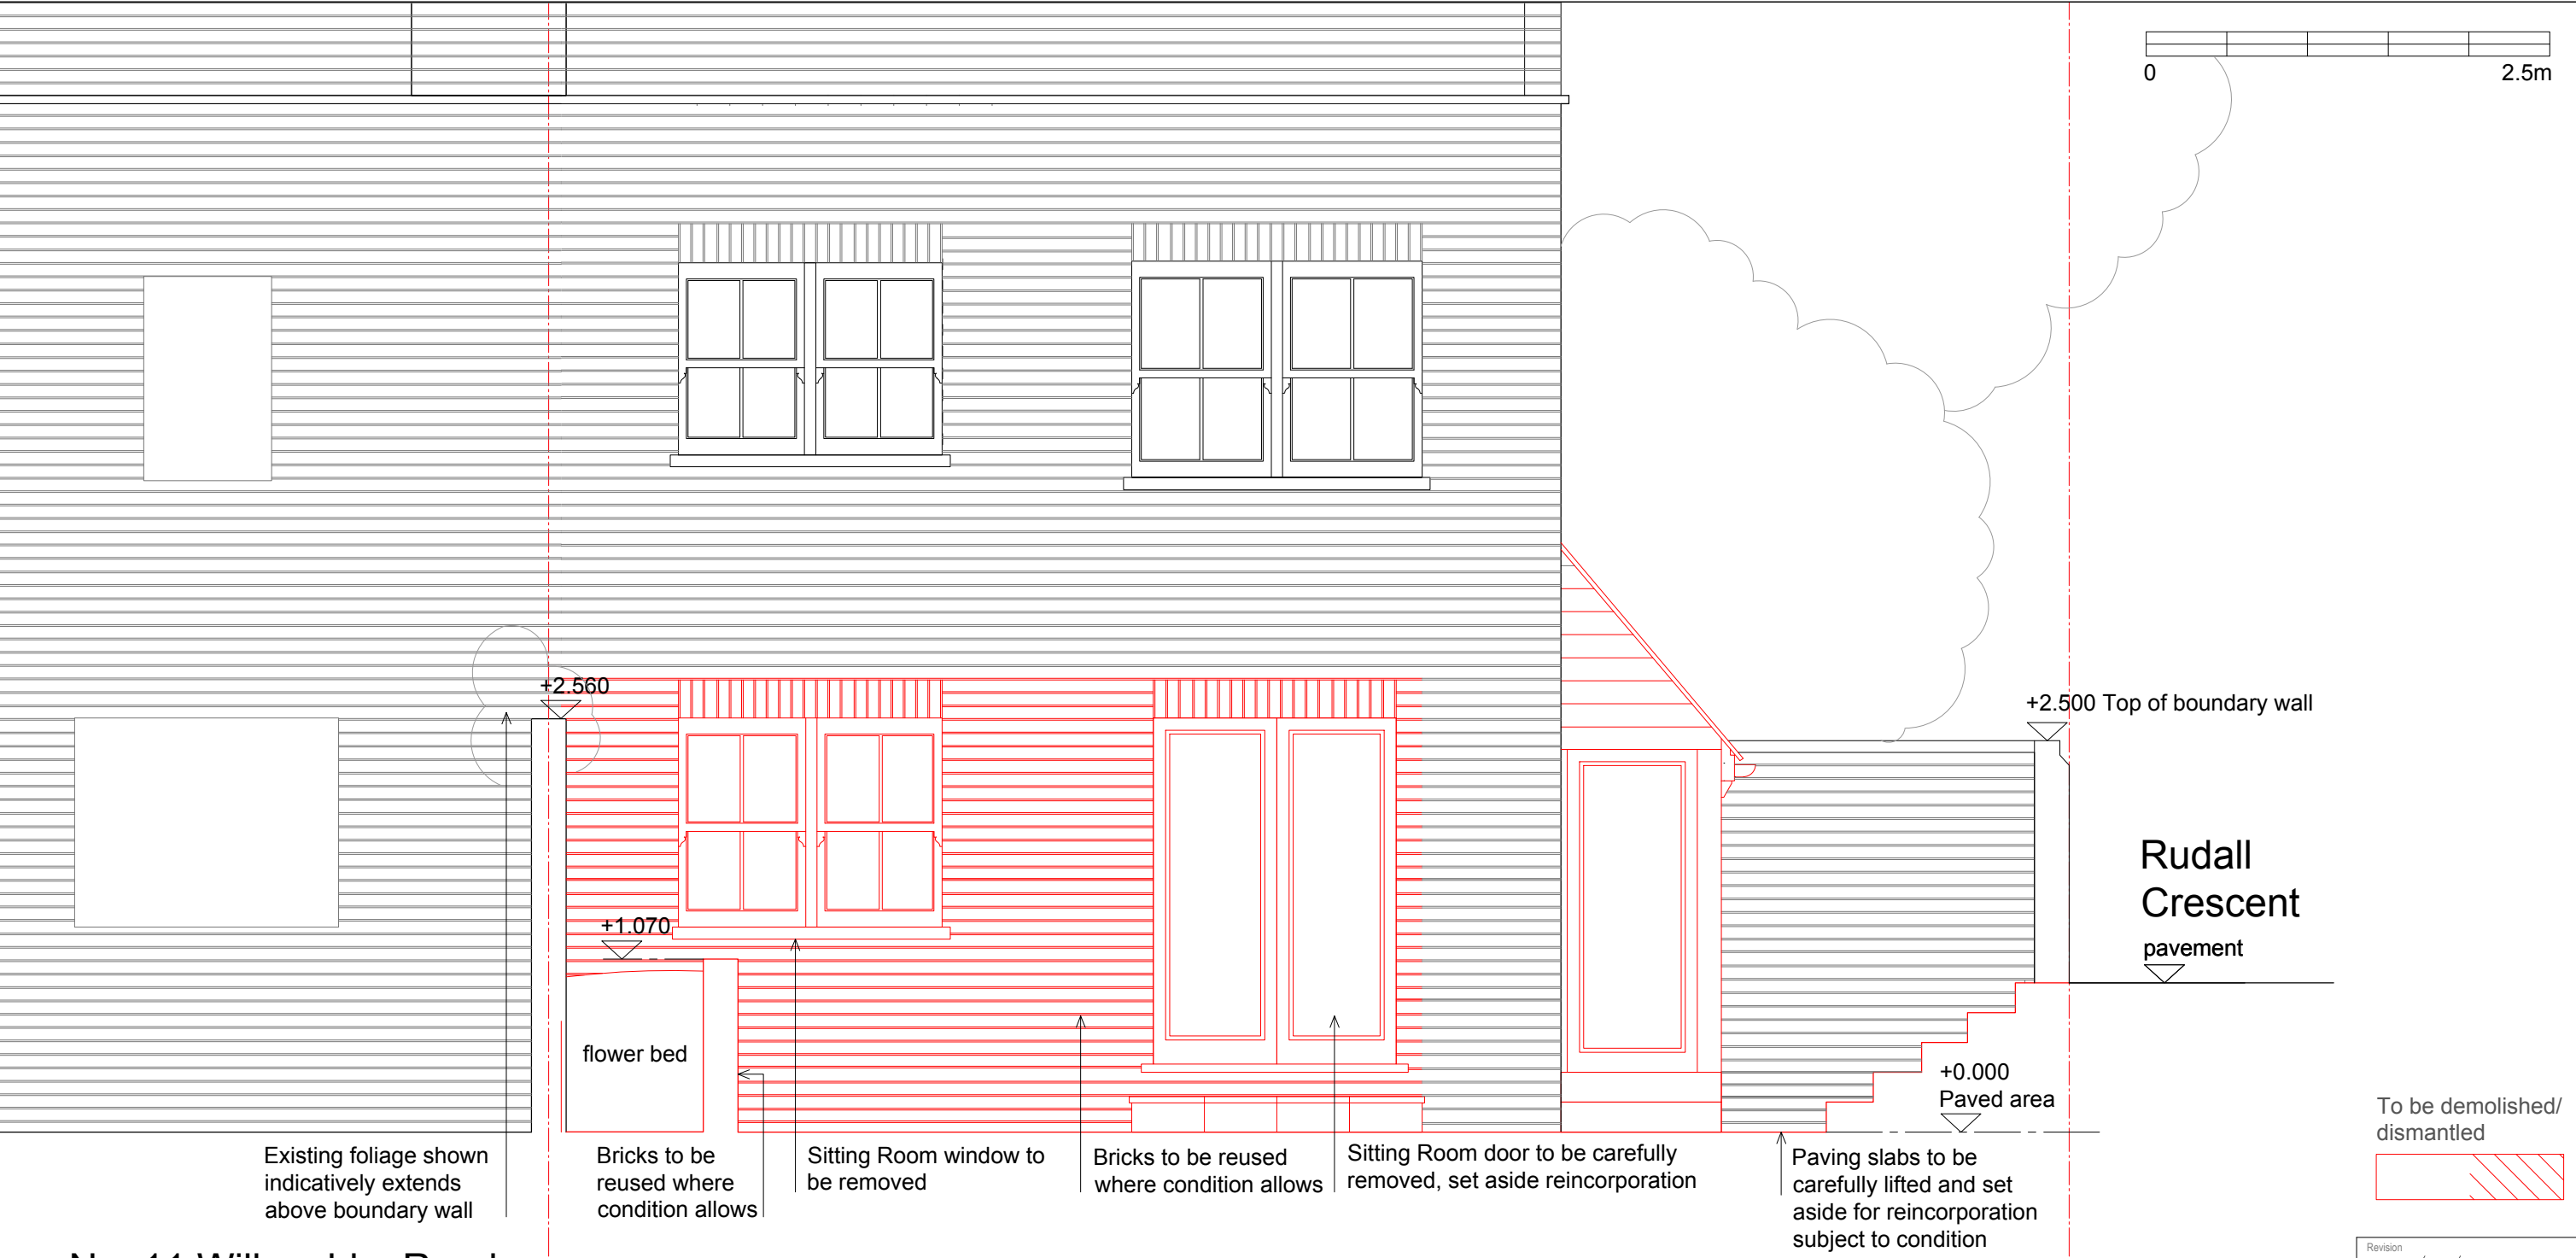 0
2.5m
+2.560
+2.500 Top of boundary wall
Rudall
Crescent
pavement
+1.070
flower bed
+0.000
Paved area
To be demolished/
dismantled
Existing foliage shown
indicatively extends
above boundary wall
Bricks to be
reused where
condition allows
Sitting Room window to
be removed
Bricks to be reused
where condition allows
Sitting Room door to be carefully
removed, set aside reincorporation
Paving slabs to be
carefully lifted and set
aside for reincorporation
subject to condition
Revision